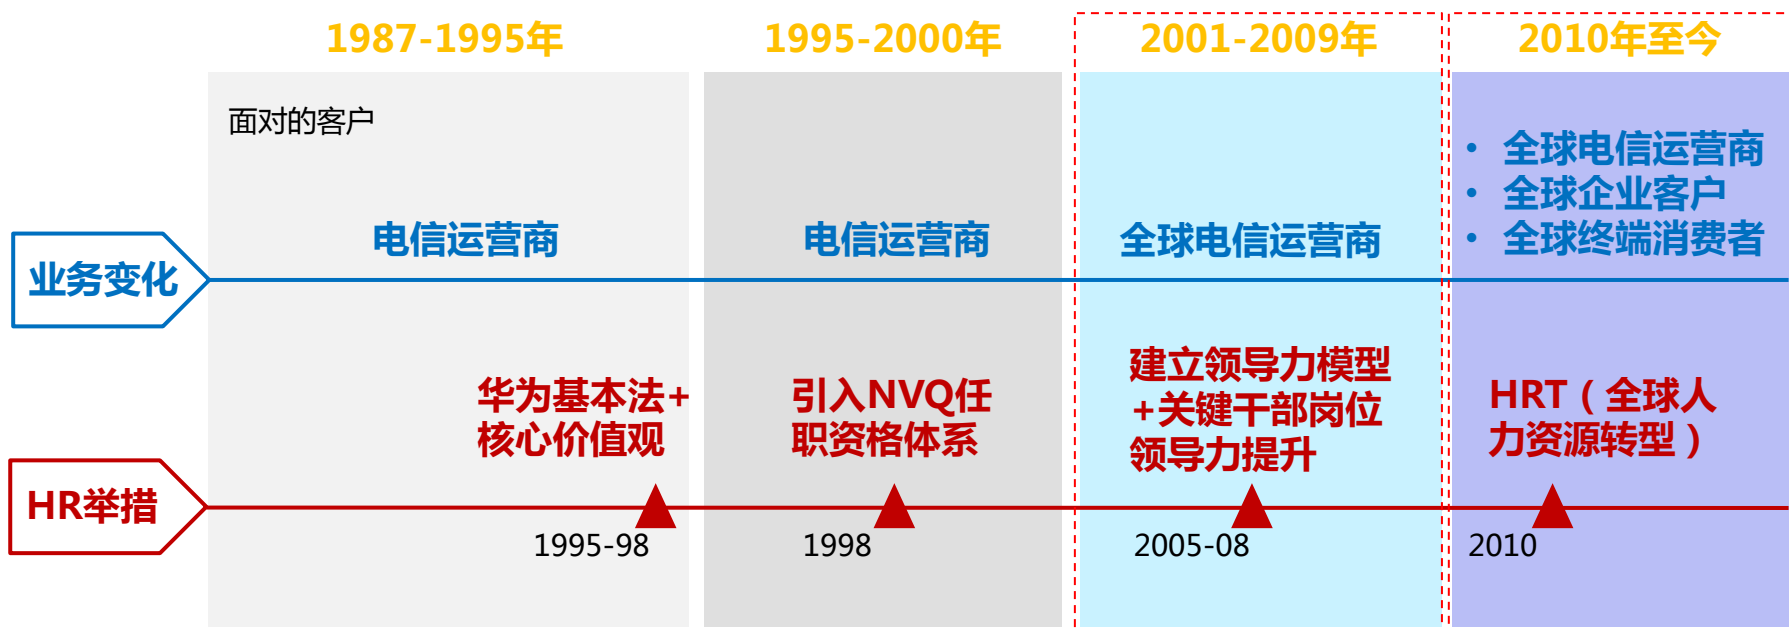 1987-1995年
1995-2000年
2001-2009年
2010年至今
面对的客户
业务变化
电信运营商
电信运营商
全球电信运营商
• 全球电信运营商
• 全球企业客户
• 全球终端消费者
HR举措
华为基本法+
核心价值观
引入NVQ任
职资格体系
建立领导力模型
+关键干部岗位
领导力提升
HRT（全球人
力资源转型）
1995-98
1998
2005-08
2010